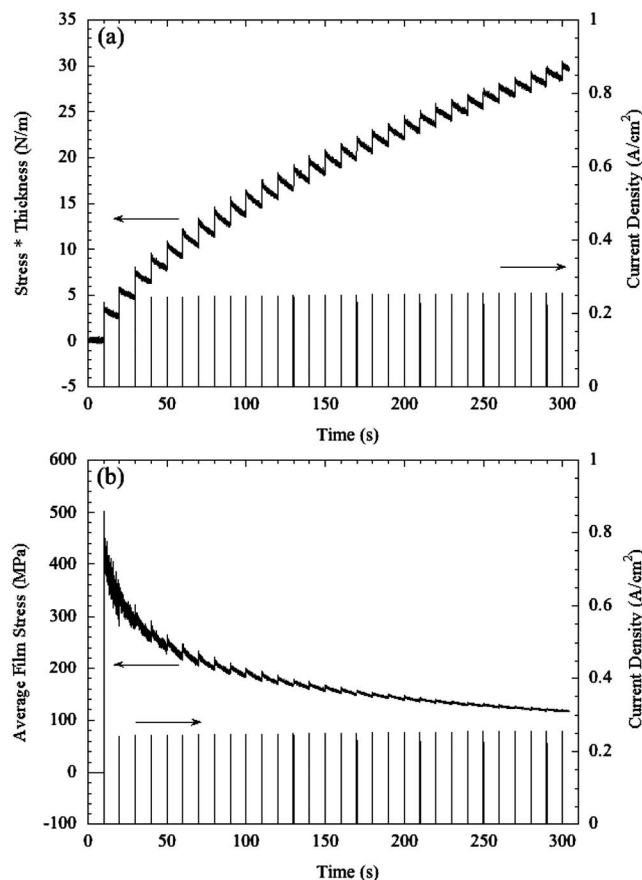 (a)
35
30
25
20
15
10
5
0
-5
Stress * Thickness (N/m)
1
0.8
0.6
0.4
0.2
0
Current Density (A/cm²)
0 50 100 150 200 250 300
Time (s)
(b)
600
500
400
300
200
100
0
-100
Average Film Stress (MPa)
1
0.8
0.6
0.4
0.2
0
Current Density (A/cm²)
0 50 100 150 200 250 300
Time (s)